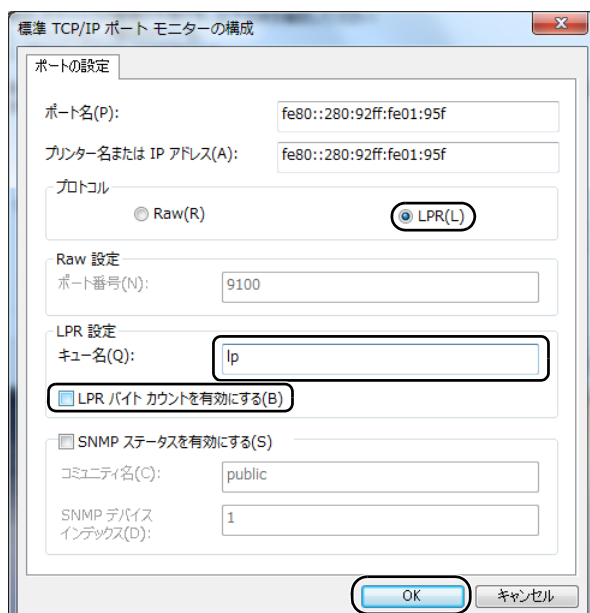 標準 TCP/IP ポート モニターの構成
ポートの設定
ポート名(P): fe80::280:92ff:fe01:95f
プリンター名または IP アドレス(A): fe80::280:92ff:fe01:95f
プロトコル
Raw(R) LPR(L)
Raw 設定
ポート番号(N): 9100
LPR 設定
キュー名(Q): lp
LPR バイト カウントを有効にする(B)
SNMP ステータスを有効にする(S)
コミュニティ名(C): public
SNMP デバイス 1
インデックス(D):
OK キャンセル